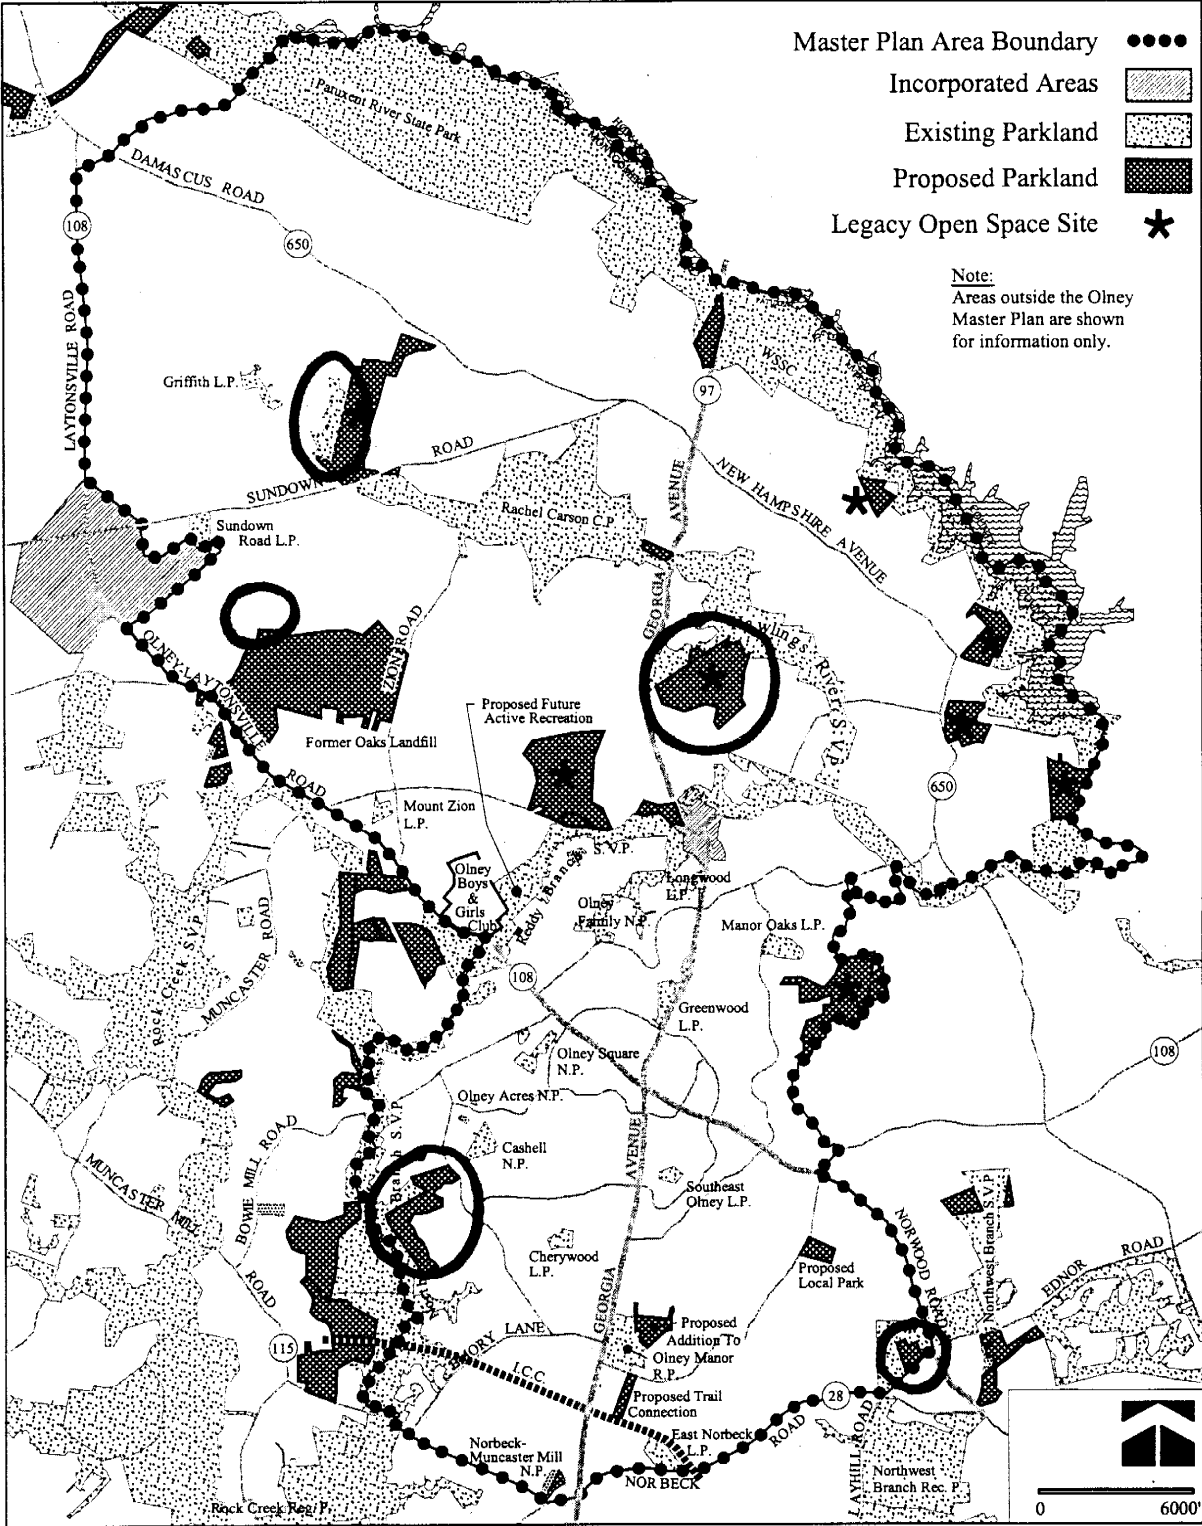 Master Plan Area Boundary
Incorporated Areas
Existing Parkland
Proposed Parkland
Legacy Open Space Site
Note:
Areas outside the Olney
Master Plan are shown
for information only.
Patuxent River State Park
DAMASCUS ROAD
108
650
LAYTONSVILLE ROAD
WSSC
97
Griffith L.P.
SUNDOWN ROAD
AVENUE
NEW HAMPSHIRE AVENUE
Rachel Carson C.P.
Sundown
Road L.P.
GEORGIA
ZION ROAD
OLNEY-LAYTONSVILLE
ROAD
River S.V.P.
Proposed Future
Active Recreation
Former Oaks Landfill
650
Mount Zion
L.P.
S.V.P.
Olney
Boys
&
Girls
Club
Reddy Branch
Longwood
L.P.
Olney
Family N.P.
Manor Oaks L.P.
Rock Creek S.V.P.
MUNCASTER ROAD
108
Greenwood
L.P.
Olney Square
N.P.
108
Olney Acres N.P.
Cashell
N.P.
Branch S.V.P.
BOWIE MILL ROAD
MUNCASTER MILL
ROAD
AVENUE
Southeast
Olney L.P.
NORWOOD ROAD
Northwest Branch S.V.P.
EDNOR ROAD
Cherywood
L.P.
Proposed
Local Park
GEORGIA
Proposed
Addition To
Olney Manor
R.P.
EMORY LANE
115
I.C.C.
Proposed Trail
Connection
28
East Norbeck
L.P.
ROAD
LAYHILL ROAD
Norbeck-
Muncaster Mill
N.P.
NORBECK
Northwest
Branch Rec. P.
Rock Creek Reg. P.
0 6000'